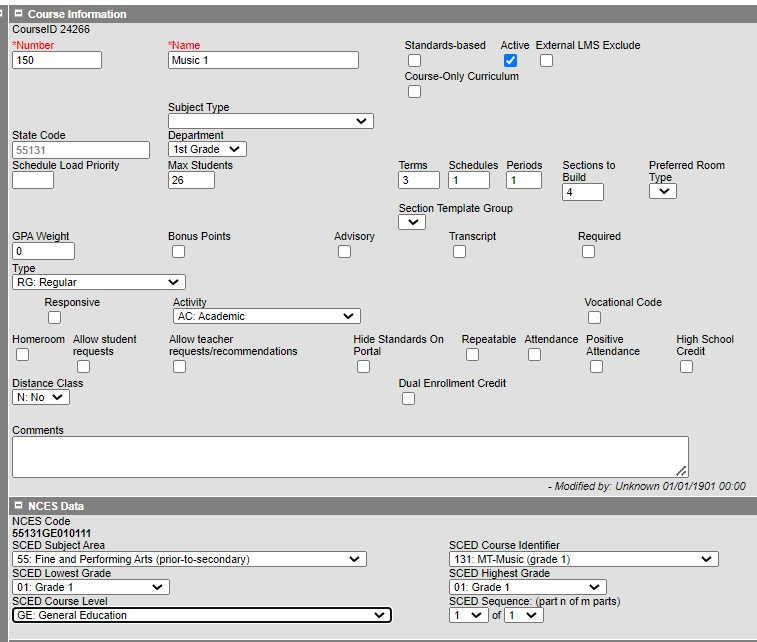 Course Information
CourseID 24266
*Number *Name Standards-based Active External LMS Exclude
150 Music 1
Course-Only Curriculum
Subject Type
State Code Department
55131 1st Grade
Schedule Load Priority Max Students Terms Schedules Periods Sections to Build Preferred Room Type
26 3 1 1 4
Section Template Group
GPA Weight Bonus Points Advisory Transcript Required
0
Type
RG: Regular
Responsive Activity Vocational Code
AC: Academic
Homeroom Allow student requests Allow teacher requests/recommendations Hide Standards On Portal Repeatable Attendance Positive Attendance High School Credit
Distance Class Dual Enrollment Credit
N: No
Comments
- Modified by: Unknown 01/01/1901 00:00
NCES Data
NCES Code
55131GE010111
SCED Subject Area SCED Course Identifier
55: Fine and Performing Arts (prior-to-secondary) 131: MT-Music (grade 1)
SCED Lowest Grade SCED Highest Grade
01: Grade 1 01: Grade 1
SCED Course Level SCED Sequence: (part n of m parts)
GE: General Education 1 of 1